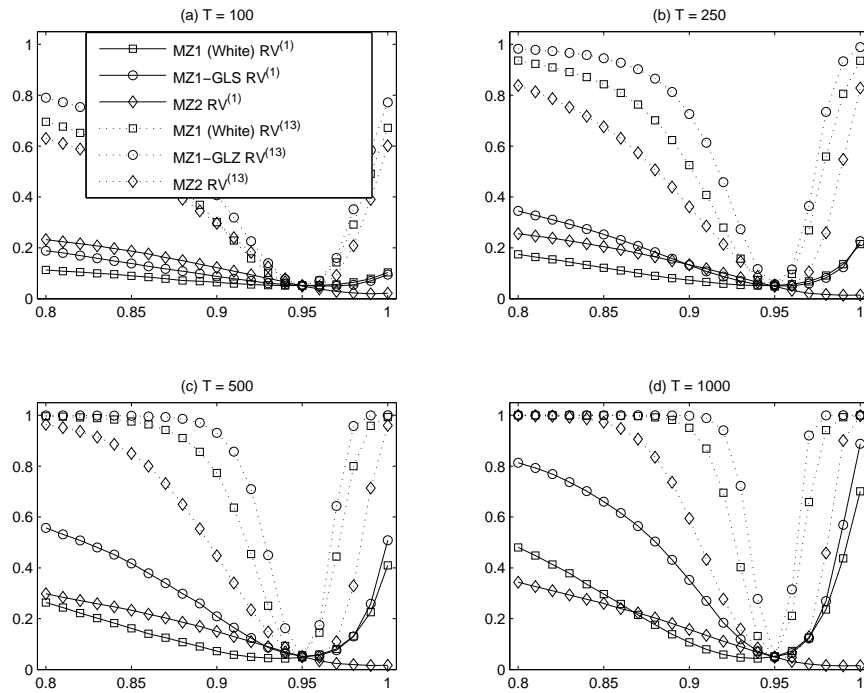 (a) T = 100
1
0.8
0.6
0.4
0.2
0
0.8 0.85 0.9 0.95 1
MZ1 (White) RV(1)
MZ1−GLS RV(1)
MZ2 RV(1)
MZ1 (White) RV(13)
MZ1−GLZ RV(13)
MZ2 RV(13)
(b) T = 250
1
0.8
0.6
0.4
0.2
0
0.8 0.85 0.9 0.95 1
(c) T = 500
1
0.8
0.6
0.4
0.2
0
0.8 0.85 0.9 0.95 1
(d) T = 1000
1
0.8
0.6
0.4
0.2
0
0.8 0.85 0.9 0.95 1